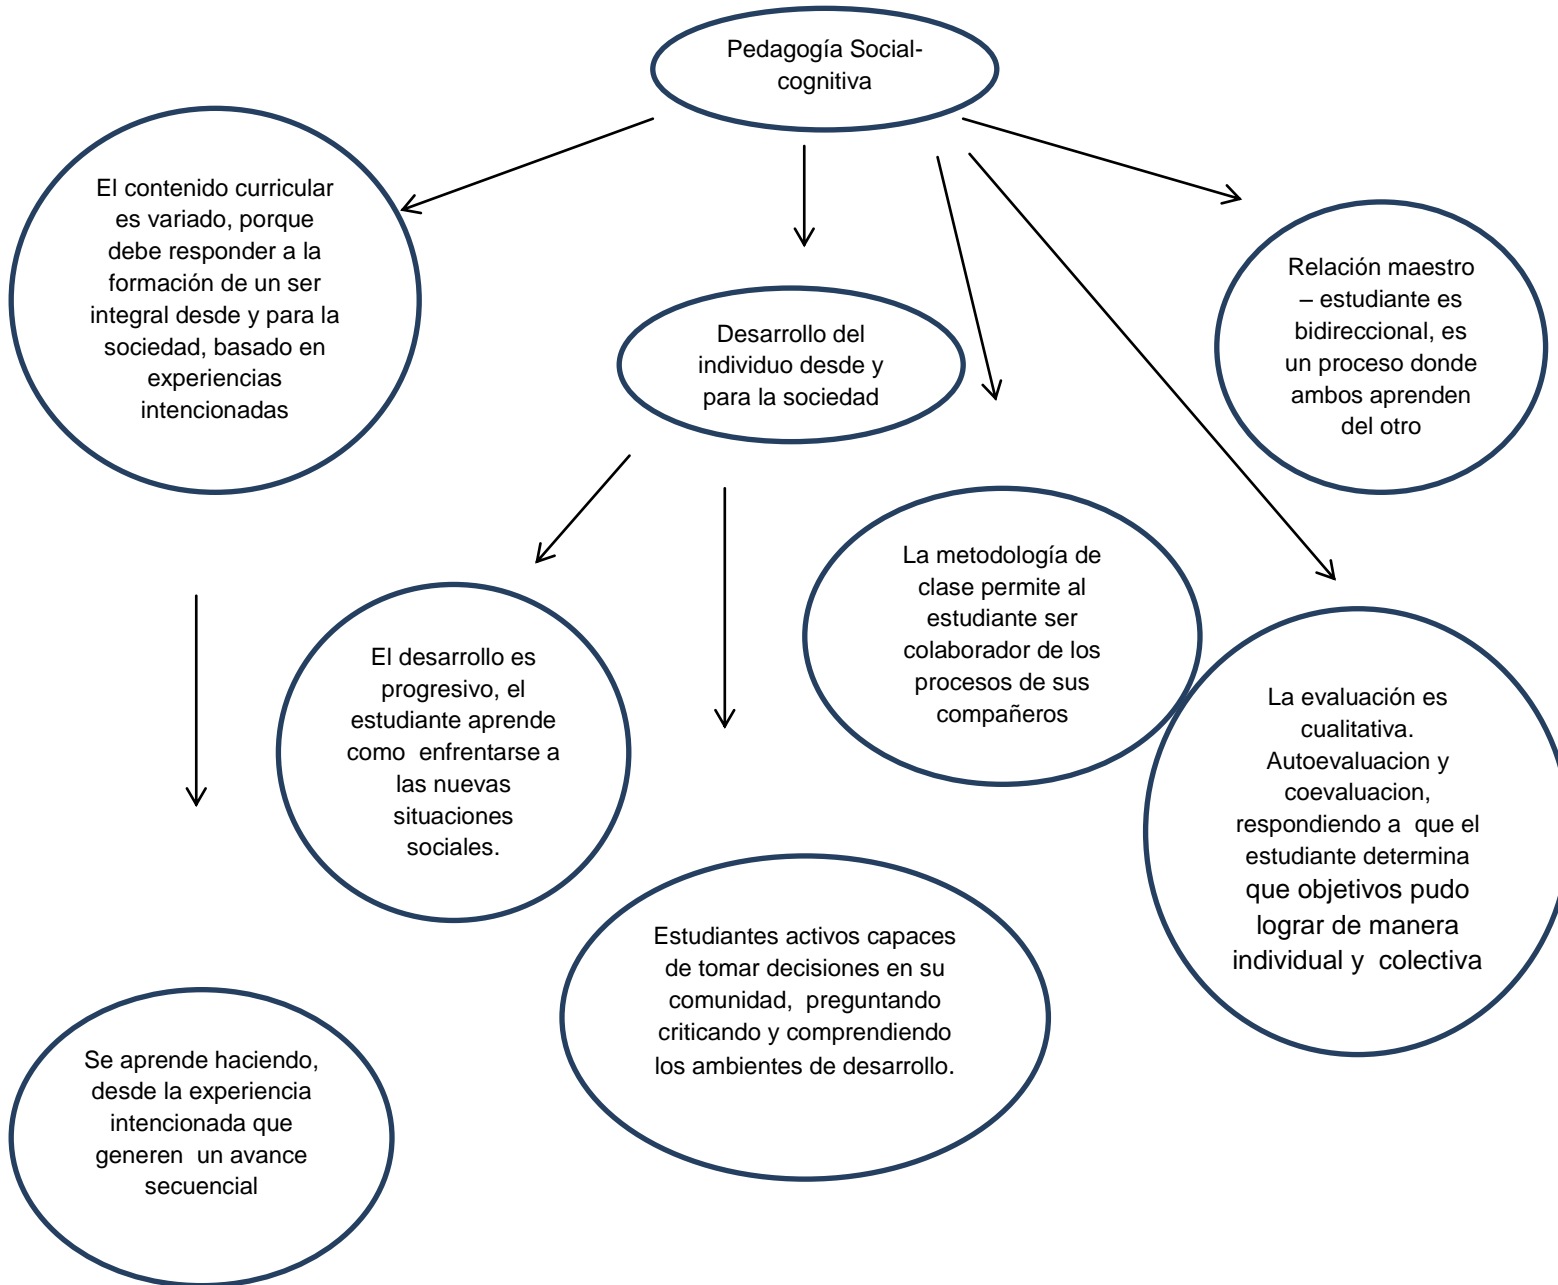 Pedagogía Social-
cognitiva
El contenido curricular
es variado, porque
debe responder a la
formación de un ser
integral desde y para la
sociedad, basado en
experiencias
intencionadas
Desarrollo del
individuo desde y
para la sociedad
Relación maestro
– estudiante es
bidireccional, es
un proceso donde
ambos aprenden
del otro
La metodología de
clase permite al
estudiante ser
colaborador de los
procesos de sus
compañeros
El desarrollo es
progresivo, el
estudiante aprende
como  enfrentarse a
las nuevas
situaciones
sociales.
La evaluación es
cualitativa.
Autoevaluacion y
coevaluacion,
respondiendo a  que el
estudiante determina
que objetivos pudo
lograr de manera
individual y  colectiva
Estudiantes activos capaces
de tomar decisiones en su
comunidad,  preguntando
criticando y comprendiendo
los ambientes de desarrollo.
Se aprende haciendo,
desde la experiencia
intencionada que
generen  un avance
secuencial